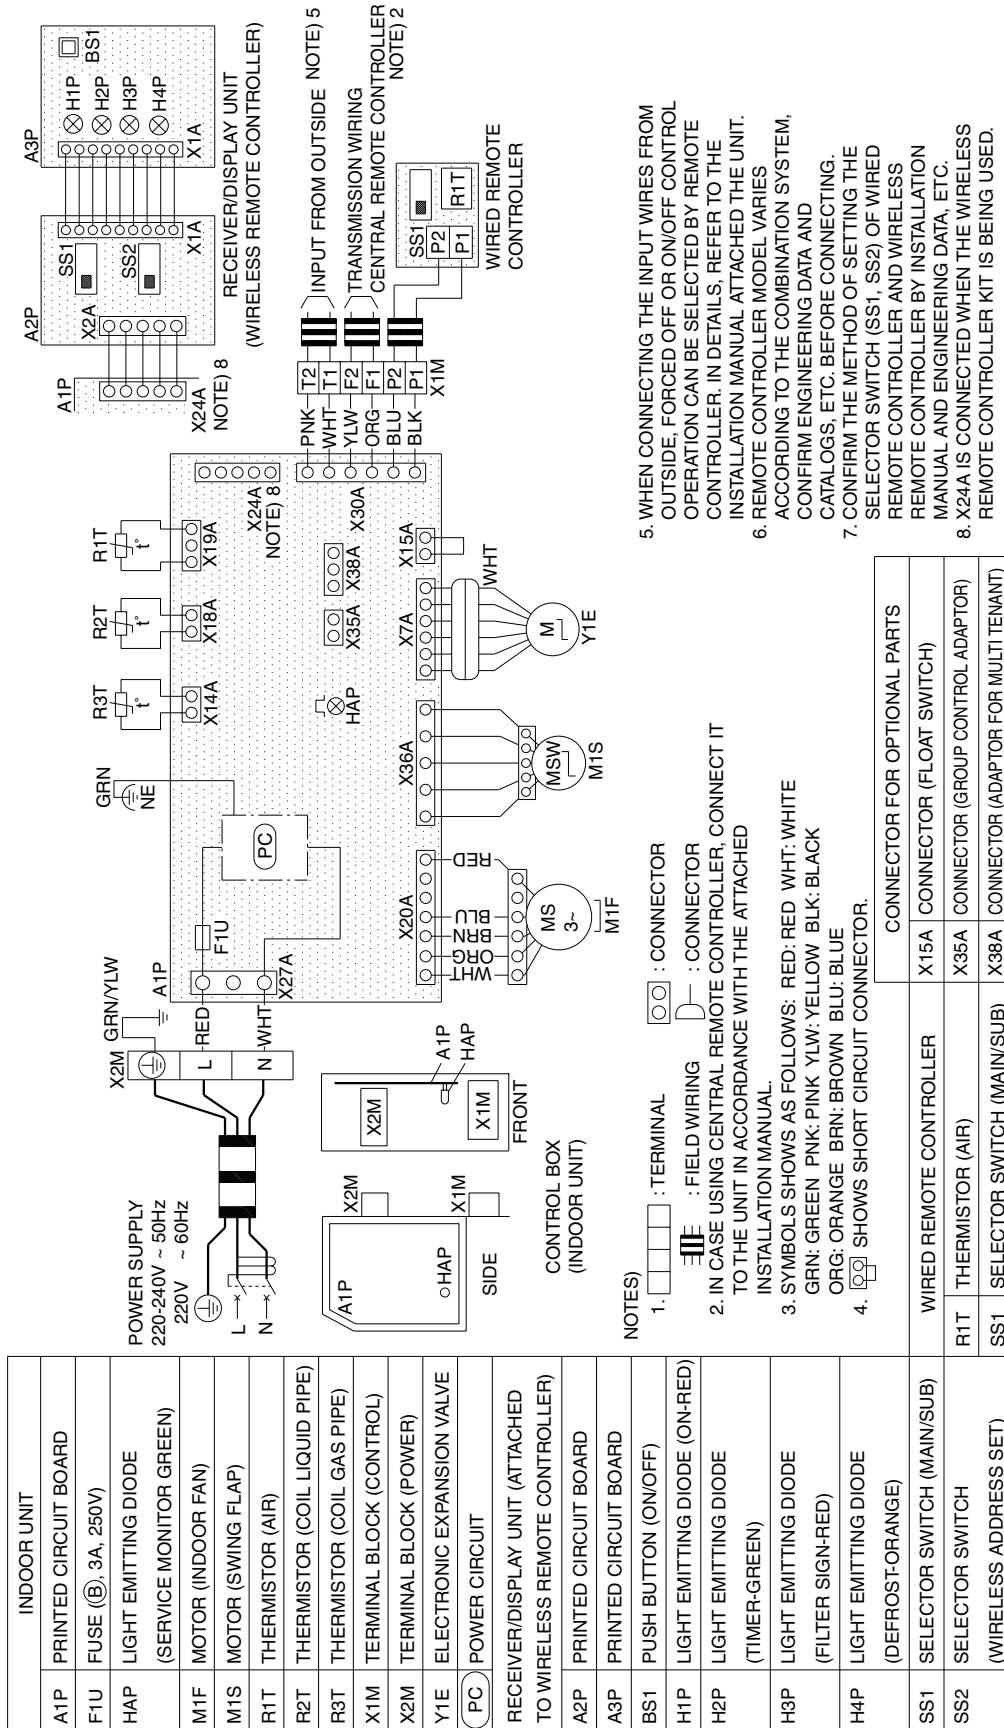 INDOOR UNIT
A1P PRINTED CIRCUIT BOARD
F1U FUSE (Ⓑ, 3A, 250V)
HAP LIGHT EMITTING DIODE
(SERVICE MONITOR GREEN)
M1F MOTOR (INDOOR FAN)
M1S MOTOR (SWING FLAP)
R1T THERMISTOR (AIR)
R2T THERMISTOR (COIL LIQUID PIPE)
R3T THERMISTOR (COIL GAS PIPE)
X1M TERMINAL BLOCK (CONTROL)
X2M TERMINAL BLOCK (POWER)
Y1E ELECTRONIC EXPANSION VALVE
PC POWER CIRCUIT
RECEIVER/DISPLAY UNIT (ATTACHED
TO WIRELESS REMOTE CONTROLLER)
A2P PRINTED CIRCUIT BOARD
A3P PRINTED CIRCUIT BOARD
BS1 PUSH BUTTON (ON/OFF)
H1P LIGHT EMITTING DIODE (ON-RED)
H2P LIGHT EMITTING DIODE
(TIMER-GREEN)
H3P LIGHT EMITTING DIODE
(FILTER SIGN-RED)
H4P LIGHT EMITTING DIODE
(DEFROST-ORANGE)
SS1 SELECTOR SWITCH (MAIN/SUB)
SS2 SELECTOR SWITCH
(WIRELESS ADDRESS SET)
WIRED REMOTE CONTROLLER
R1T THERMISTOR (AIR)
SS1 SELECTOR SWITCH (MAIN/SUB)
CONNECTOR FOR OPTIONAL PARTS
X15A CONNECTOR (FLOAT SWITCH)
X35A CONNECTOR (GROUP CONTROL ADAPTOR)
X38A CONNECTOR (ADAPTOR FOR MULTI TENANT)
POWER SUPPLY
220-240V ~ 50Hz
220V ~ 60Hz
L
N
X2M
GRN/YLW
L
N
RED
WHT
A1P
X27A
F1U
PC
GRN
NE
R3T
t°
X14A
R2T
t°
X18A
R1T
t°
X19A
HAP
X35A
X38A
X24A
NOTE) 8
X30A
X20A
WHT
ORG
BRN
BLU
RED
MS
3~
M1F
X36A
MSW
M1S
X7A
M
Y1E
X15A
WHT
PNK
WHT
YLW
ORG
BLU
BLK
T2
T1
F2
F1
P2
P1
X1M
INPUT FROM OUTSIDE NOTE) 5
TRANSMISSION WIRING
CENTRAL REMOTE CONTROLLER
NOTE) 2
SS1
P2
P1
R1T
WIRED REMOTE
CONTROLLER
A1P
X24A
NOTE) 8
A2P
X2A
SS1
SS2
X1A
A3P
BS1
H1P
H2P
H3P
H4P
X1A
RECEIVER/DISPLAY UNIT
(WIRELESS REMOTE CONTROLLER)
A1P
HAP
X2M
X1M
SIDE
X2M
X1M
A1P
HAP
FRONT
CONTROL BOX
(INDOOR UNIT)
NOTES)
1. : TERMINAL : CONNECTOR
: FIELD WIRING : CONNECTOR
2. IN CASE USING CENTRAL REMOTE CONTROLLER, CONNECT IT
TO THE UNIT IN ACCORDANCE WITH THE ATTACHED
INSTALLATION MANUAL.
3. SYMBOLS SHOWS AS FOLLOWS: RED: RED WHT: WHITE
GRN: GREEN PNK: PINK YLW: YELLOW BLK: BLACK
ORG: ORANGE BRN: BROWN BLU: BLUE
4. SHOWS SHORT CIRCUIT CONNECTOR.
5. WHEN CONNECTING THE INPUT WIRES FROM
OUTSIDE, FORCED OFF OR ON/OFF CONTROL
OPERATION CAN BE SELECTED BY REMOTE
CONTROLLER. IN DETAILS, REFER TO THE
INSTALLATION MANUAL ATTACHED THE UNIT.
6. REMOTE CONTROLLER MODEL VARIES
ACCORDING TO THE COMBINATION SYSTEM,
CONFIRM ENGINEERING DATA AND
CATALOGS, ETC. BEFORE CONNECTING.
7. CONFIRM THE METHOD OF SETTING THE
SELECTOR SWITCH (SS1, SS2) OF WIRED
REMOTE CONTROLLER AND WIRELESS
REMOTE CONTROLLER BY INSTALLATION
MANUAL AND ENGINEERING DATA, ETC.
8. X24A IS CONNECTED WHEN THE WIRELESS
REMOTE CONTROLLER KIT IS BEING USED.